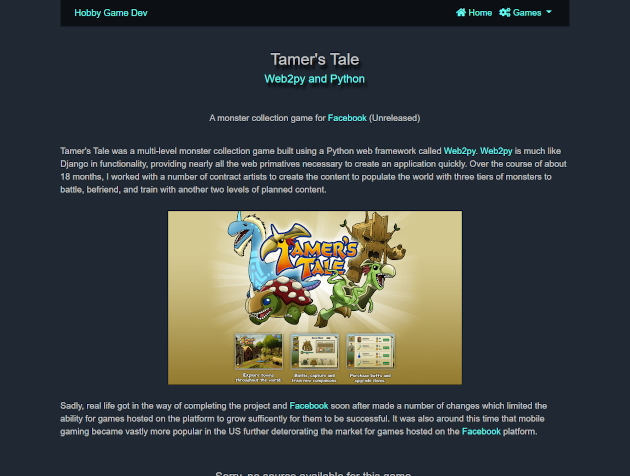 Hobby Game Dev
Home Games
Tamer's Tale
Web2py and Python
A monster collection game for Facebook (Unreleased)
Tamer's Tale was a multi-level monster collection game built using a Python web framework called Web2py. Web2py is much like
Django in functionality, providing nearly all the web primatives necessary to create an application quickly. Over the course of about
18 months, I worked with a number of contract artists to create the content to populate the world with three tiers of monsters to
battle, befriend, and train with another two levels of planned content.
TAMER'S
TALE
Explore towns
throughout the world
Battle, capture and
train new companions
Purchase buffs and
upgrade items
Sadly, real life got in the way of completing the project and Facebook soon after made a number of changes which limited the
ability for games hosted on the platform to grow sufficently for them to be successful. It was also around this time that mobile
gaming became vastly more popular in the US further deterorating the market for games hosted on the Facebook platform.
Sorry, no source available for this game